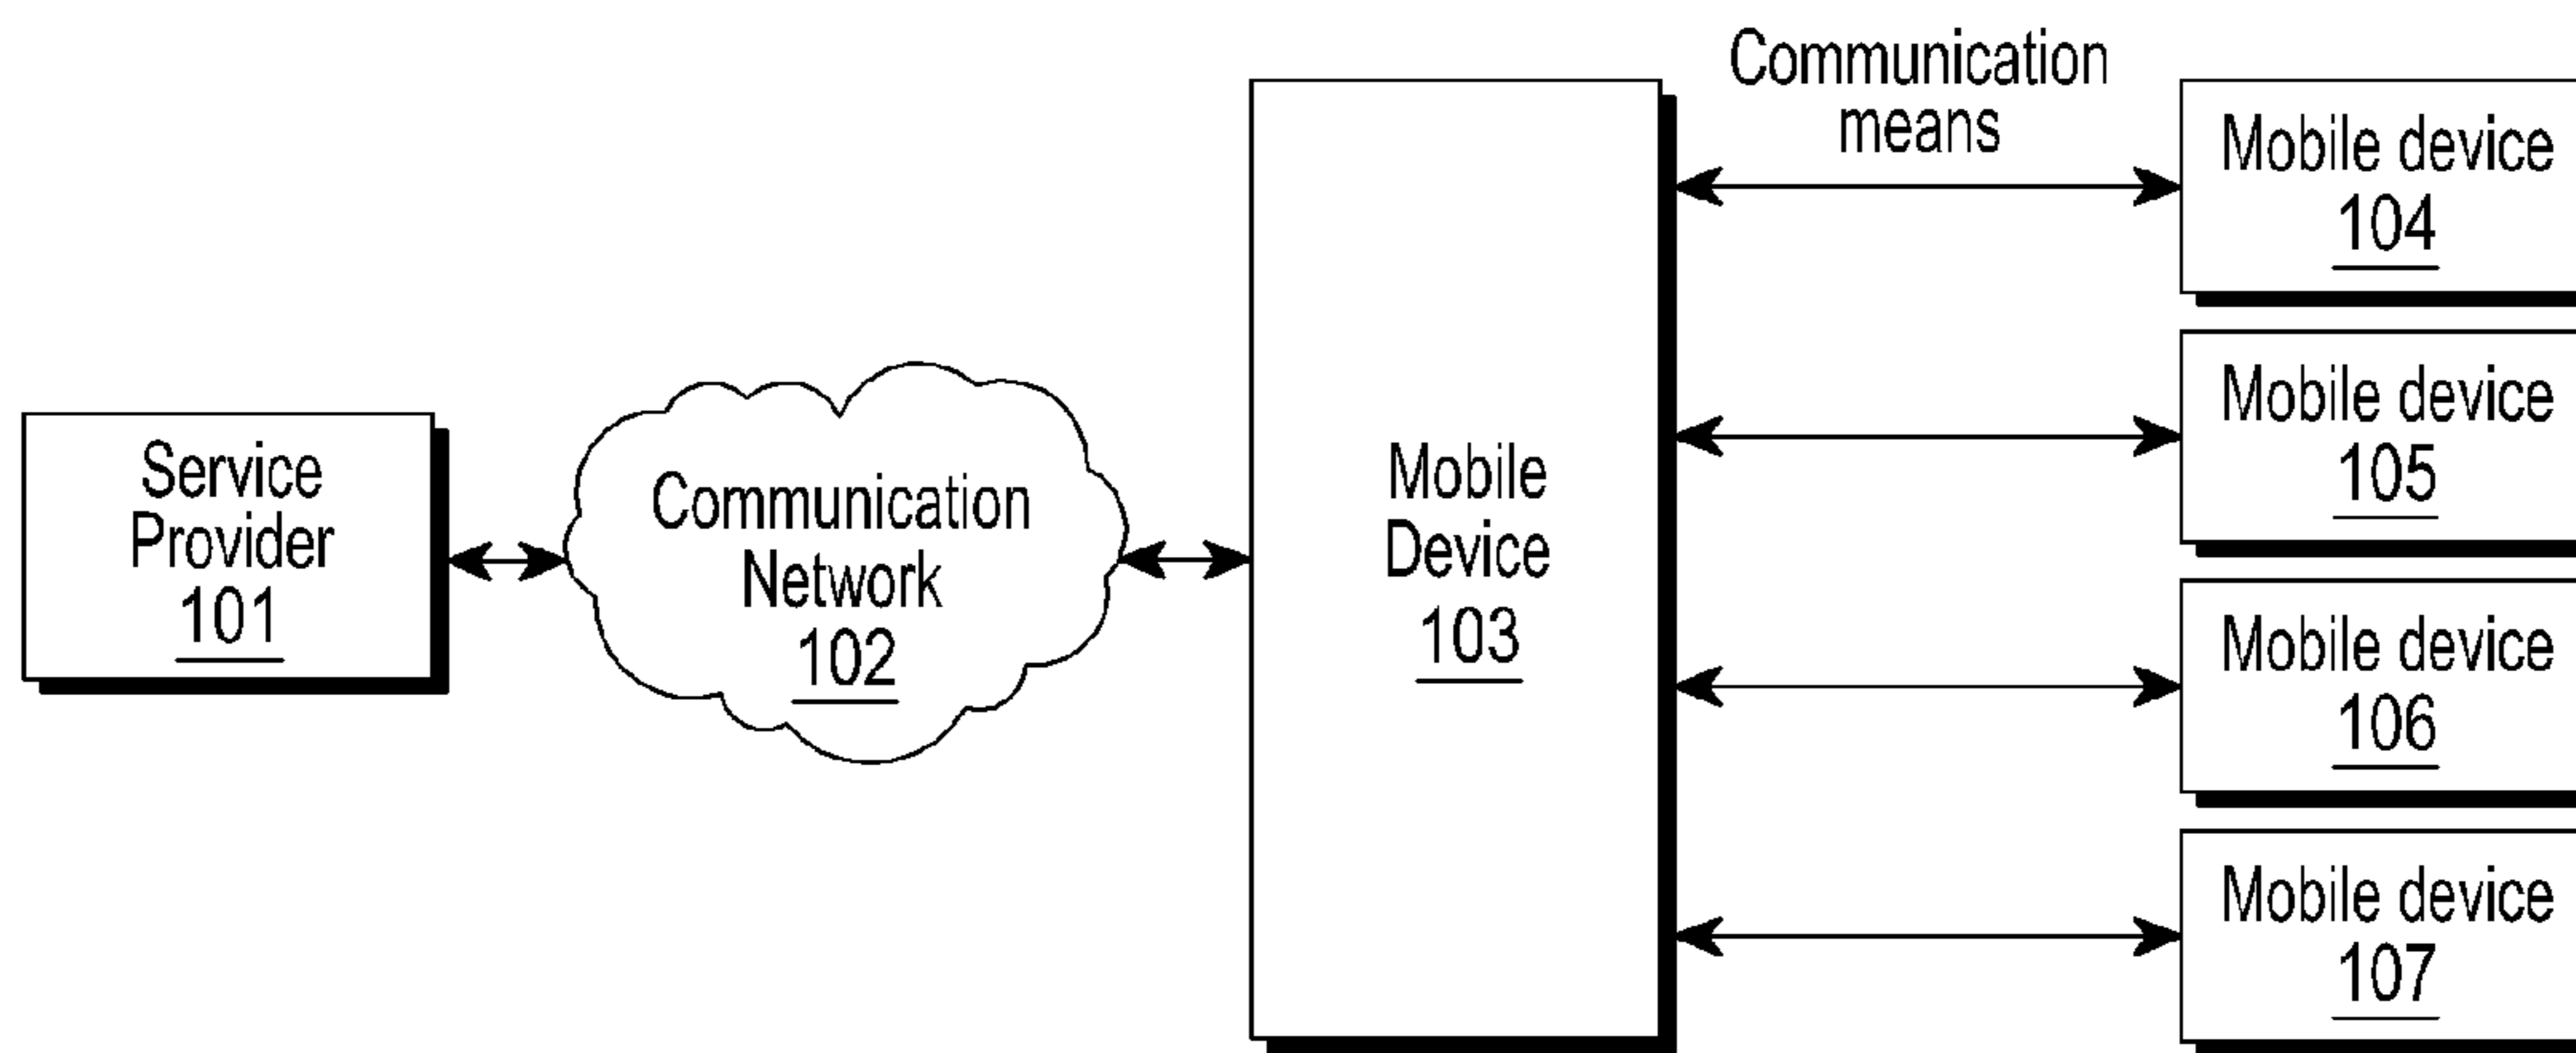 Service
Provider
101
Communication
Network
102
Mobile
Device
103
Communication
means
Mobile device
104
Mobile device
105
Mobile device
106
Mobile device
107